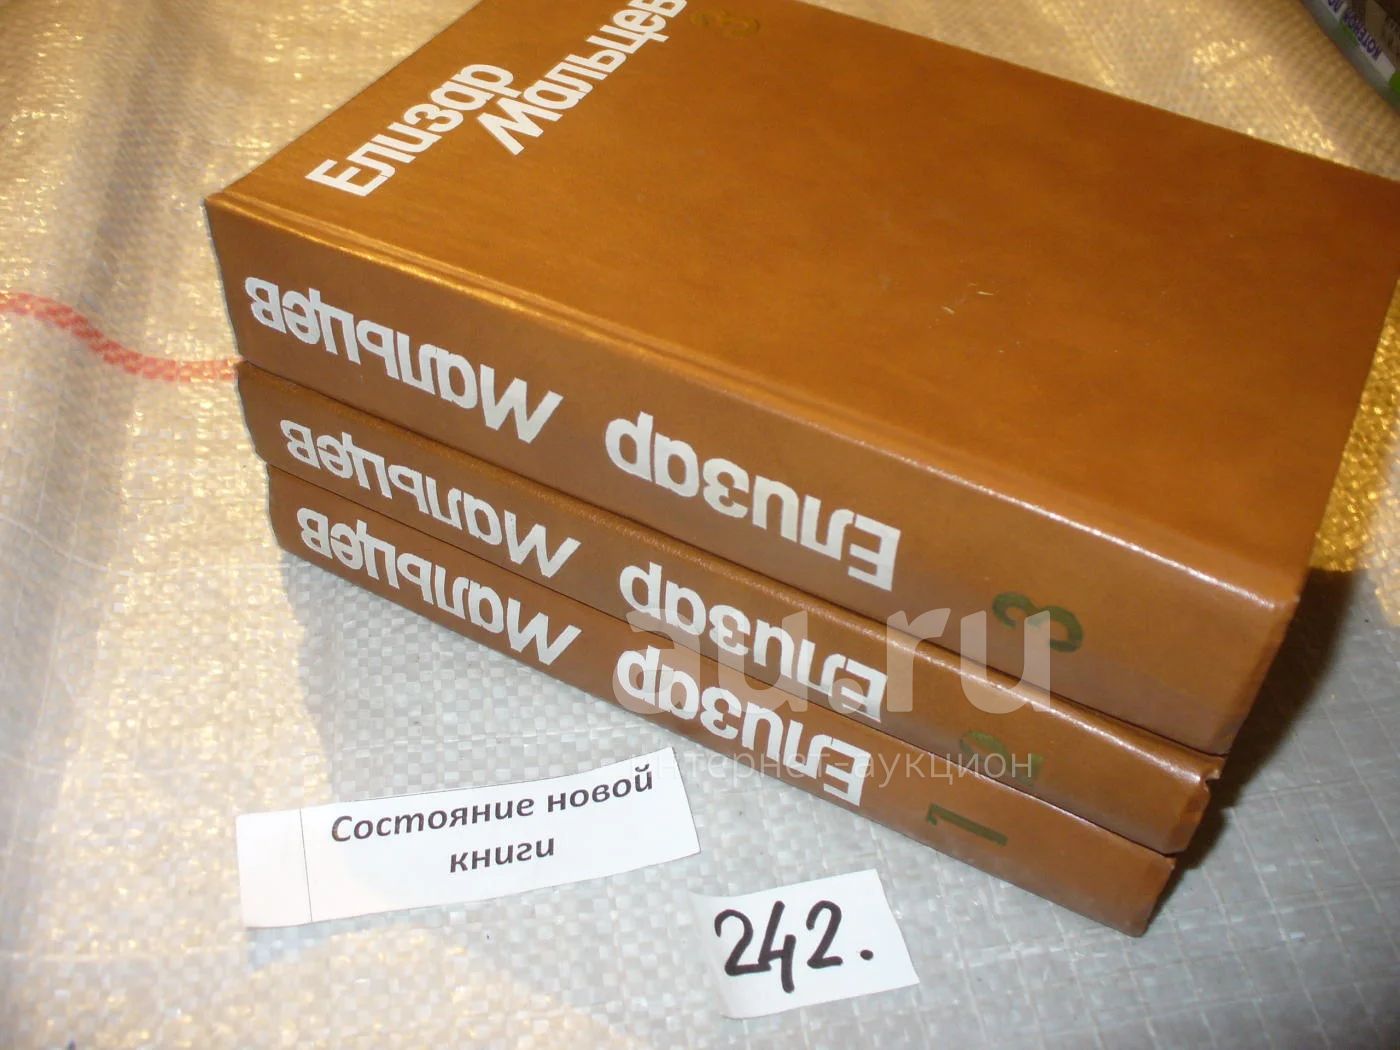 Елизар
Мальцев
3
Елизар Мальцев
3
Елизар Мальцев
2
Елизар Мальцев
1
au.ru
интернет-аукцион
Состояние новой
книги
242.